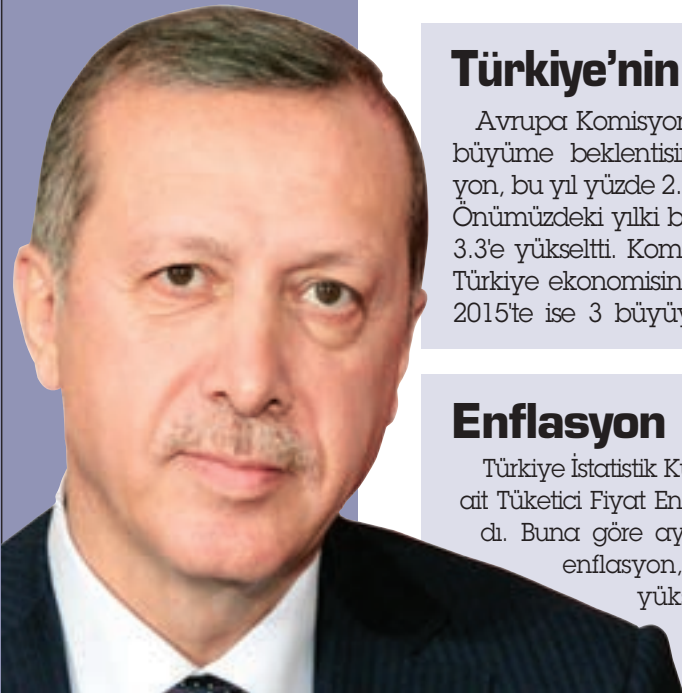 Türkiye’nin
Avrupa Komisyon
büyüme beklentisin
yon, bu yıl yüzde 2.
Önümüzdeki yılki b
3.3'e yükseltti. Kom
Türkiye ekonomisin
2015'te ise 3 büyüy
Enflasyon
Türkiye İstatistik Ku
ait Tüketici Fiyat En
dı. Buna göre ay
enflasyon,
yük